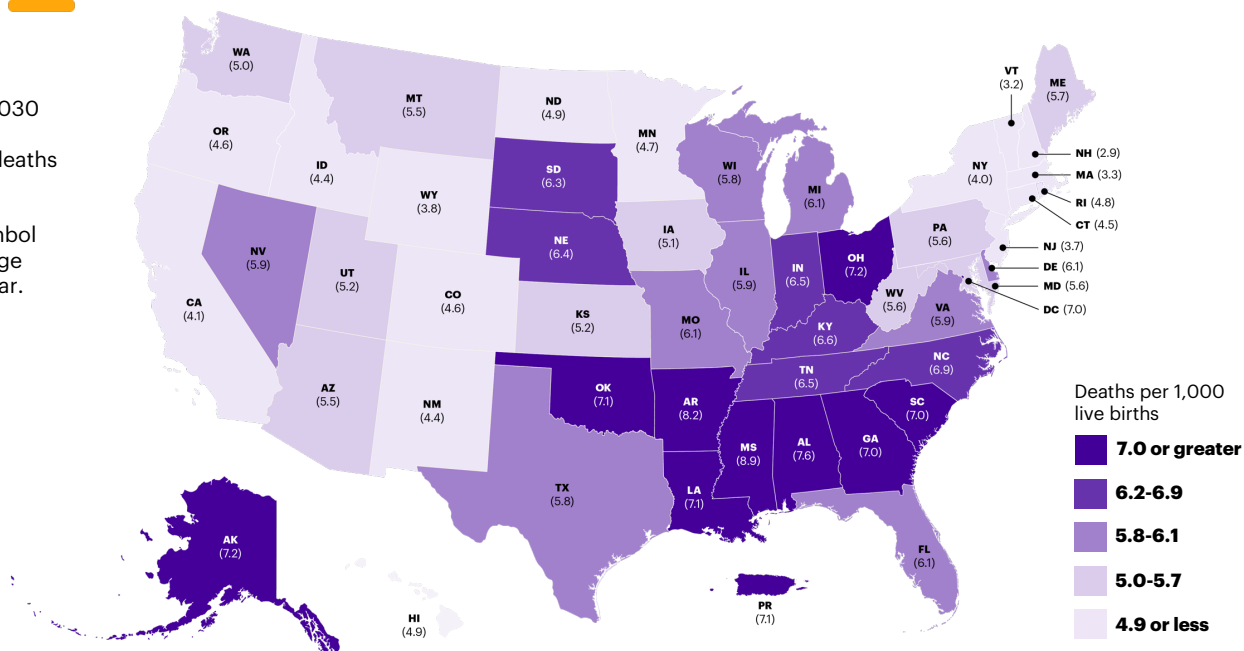 030
deaths
nbol
ge
ar.
WA
(5.0)
OR
(4.6)
CA
(4.1)
NV
(5.9)
ID
(4.4)
MT
(5.5)
WY
(3.8)
UT
(5.2)
AZ
(5.5)
CO
(4.6)
NM
(4.4)
ND
(4.9)
SD
(6.3)
NE
(6.4)
KS
(5.2)
OK
(7.1)
TX
(5.8)
MN
(4.7)
IA
(5.1)
MO
(6.1)
AR
(8.2)
LA
(7.1)
WI
(5.8)
IL
(5.9)
MI
(6.1)
IN
(6.5)
OH
(7.2)
KY
(6.6)
TN
(6.5)
MS
(8.9)
AL
(7.6)
GA
(7.0)
FL
(6.1)
SC
(7.0)
NC
(6.9)
VA
(5.9)
WV
(5.6)
PA
(5.6)
NY
(4.0)
VT
(3.2)
ME
(5.7)
NH (2.9)
MA (3.3)
RI (4.8)
CT (4.5)
NJ (3.7)
DE (6.1)
MD (5.6)
DC (7.0)
AK
(7.2)
HI
(4.9)
PR
(7.1)
Deaths per 1,000
live births
7.0 or greater
6.2-6.9
5.8-6.1
5.0-5.7
4.9 or less